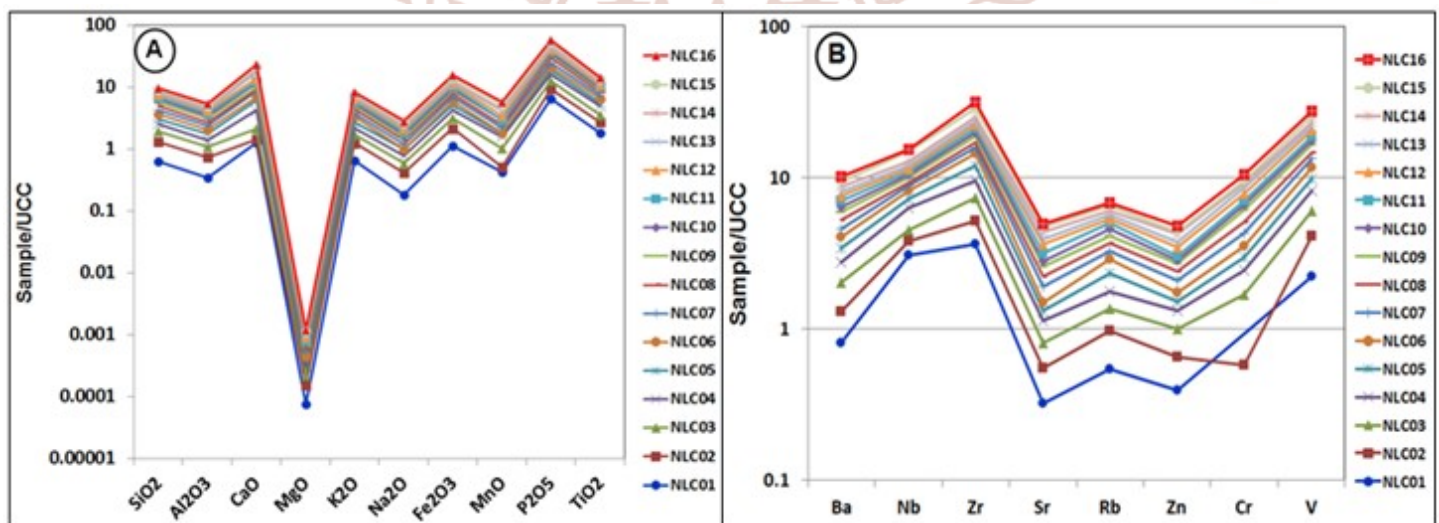 A
Sample/UCC
100
10
1
0.1
0.01
0.001
0.0001
0.00001
SiO2 Al2O3 CaO MgO K2O Na2O Fe2O3 MnO P2O5 TiO2
NLC16
NLC15
NLC14
NLC13
NLC12
NLC11
NLC10
NLC09
NLC08
NLC07
NLC06
NLC05
NLC04
NLC03
NLC02
NLC01
B
Sample/UCC
100
10
1
0.1
Ba Nb Zr Sr Rb Zn Cr V
NLC16
NLC15
NLC14
NLC13
NLC12
NLC11
NLC10
NLC09
NLC08
NLC07
NLC06
NLC05
NLC04
NLC03
NLC02
NLC01